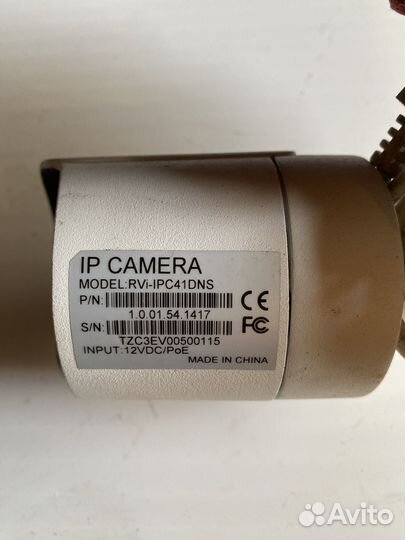 IP CAMERA
MODEL:RVi-IPC41DNS
P/N:
1.0.01.54.1417
S/N:
TZC3EV00500115
INPUT:12VDC/PoE
CE
FC
MADE IN CHINA
Avito